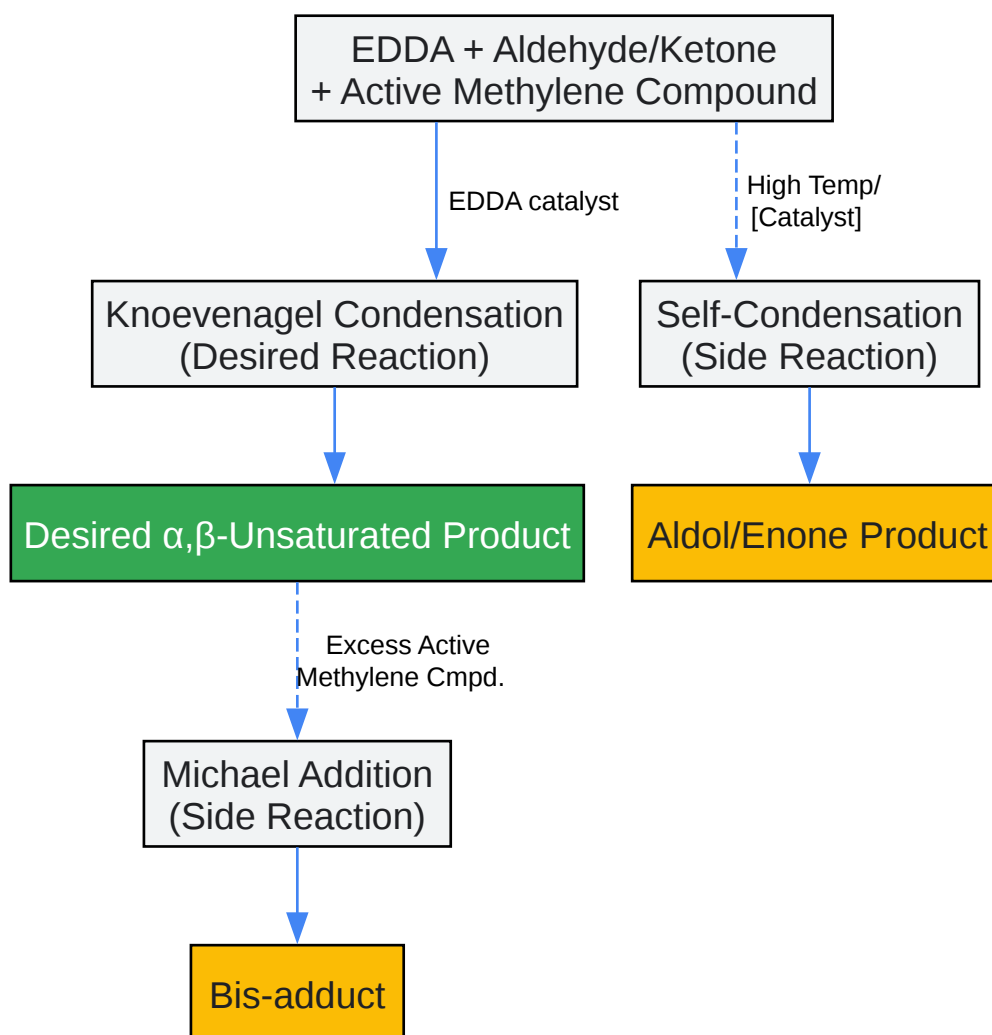 EDDA + Aldehyde/Ketone
+ Active Methylene Compound
EDDA catalyst
High Temp/
[Catalyst]
Knoevenagel Condensation
(Desired Reaction)
Self-Condensation
(Side Reaction)
Desired α,β-Unsaturated Product
Aldol/Enone Product
Excess Active
Methylene Cmpd.
Michael Addition
(Side Reaction)
Bis-adduct